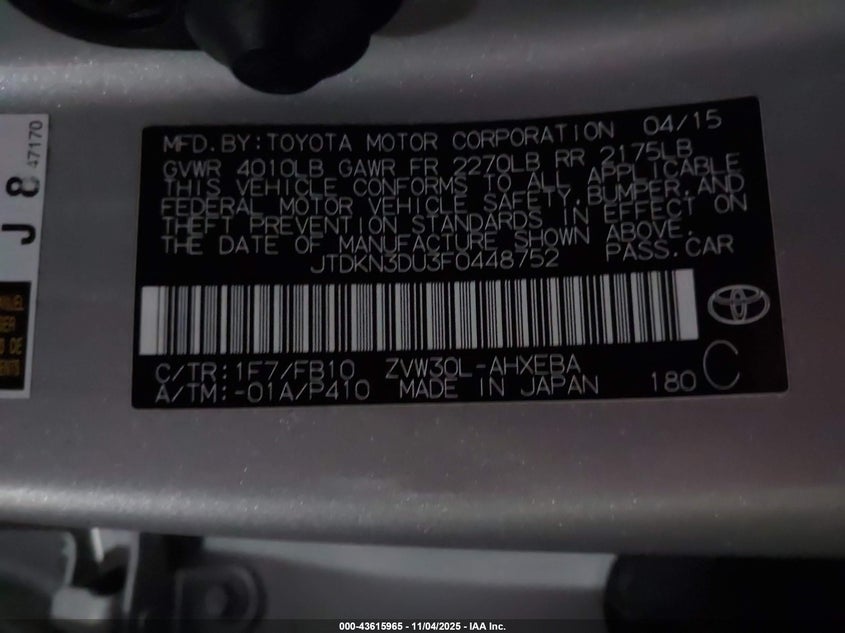 MFD.BY:TOYOTA MOTOR CORPORATION 04/15
GVWR 4010LB GAWR FR 2270LB RR 2175LB
THIS VEHICLE CONFORMS TO ALL APPLICABLE
FEDERAL MOTOR VEHICLE SAFETY,BUMPER,AND
THEFT PREVENTION STANDARDS IN EFFECT ON
THE DATE OF MANUFACTURE SHOWN ABOVE.
JTDKN3DU3F0448752 PASS.CAR
C/TR:1F7/FB10 ZVW30L-AHXEBA
A/TM:-01A/P410 MADE IN JAPAN 180 C
J 8 47170
000-43615965 - 11/04/2025 - IAA Inc.